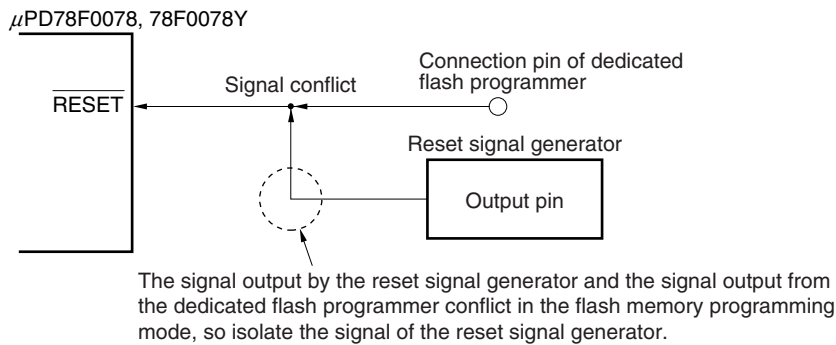 μPD78F0078, 78F0078Y
Connection pin of dedicated
flash programmer
Signal conflict
RESET
Reset signal generator
Output pin
The signal output by the reset signal generator and the signal output from
the dedicated flash programmer conflict in the flash memory programming
mode, so isolate the signal of the reset signal generator.